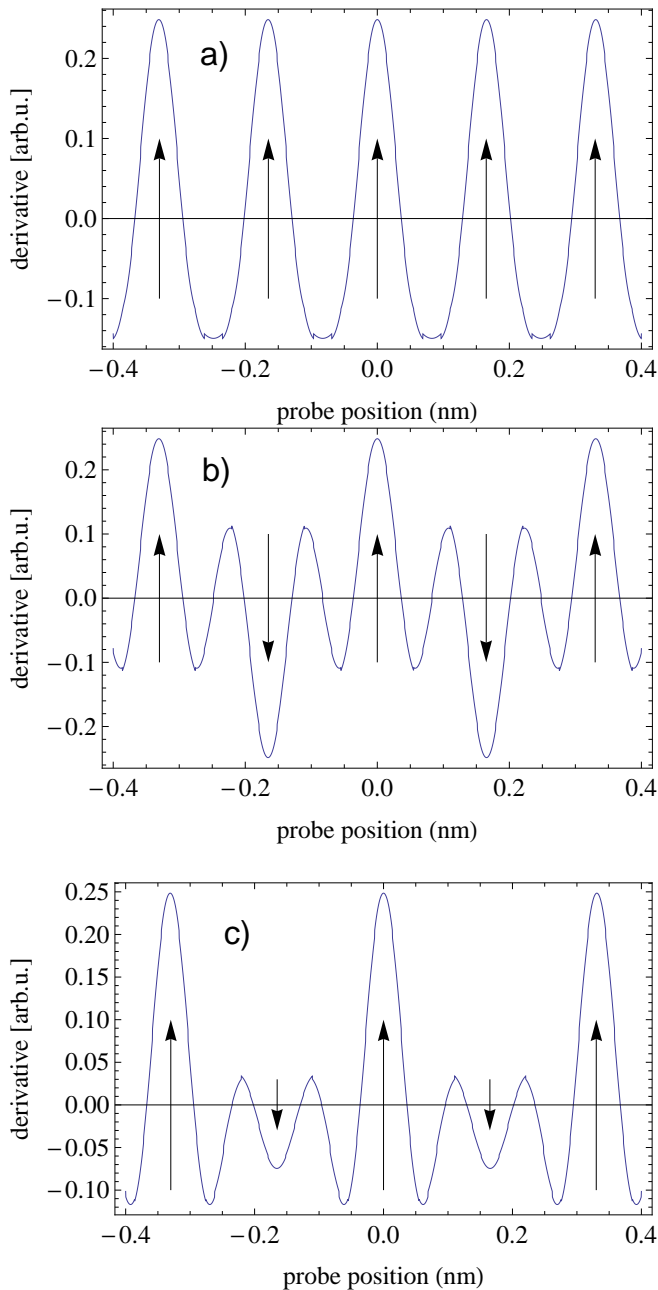 a)
derivative [arb.u.]
0.2
0.1
0.0
−0.1
−0.4 −0.2 0.0 0.2 0.4
probe position (nm)
b)
derivative [arb.u.]
0.2
0.1
0.0
−0.1
−0.2
−0.4 −0.2 0.0 0.2 0.4
probe position (nm)
c)
derivative [arb.u.]
0.25
0.20
0.15
0.10
0.05
0.00
−0.05
−0.10
−0.4 −0.2 0.0 0.2 0.4
probe position (nm)